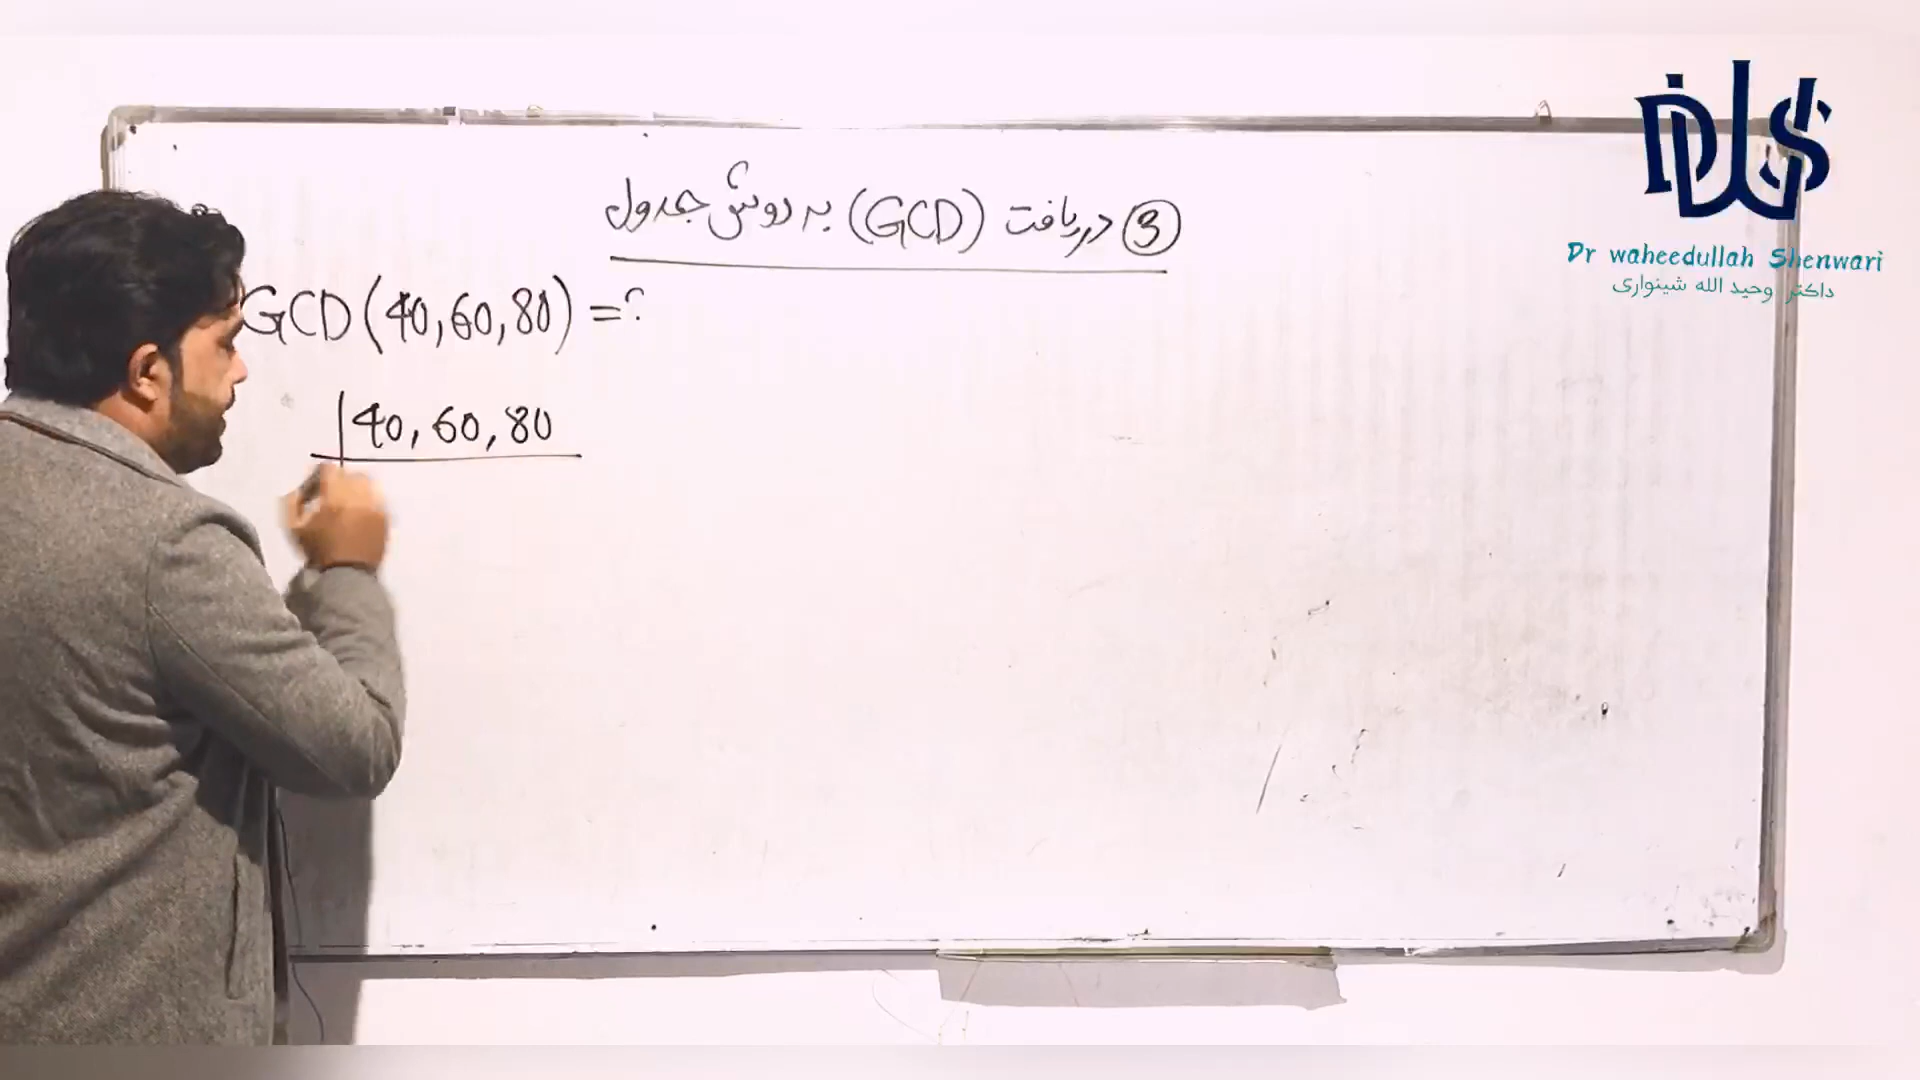 ③ دریافت (GCD) به روش جدول
GCD(40,60,80)=?
40,60,80
DWS
Dr waheedullah Shenwari
داکتر وحید الله شینواری